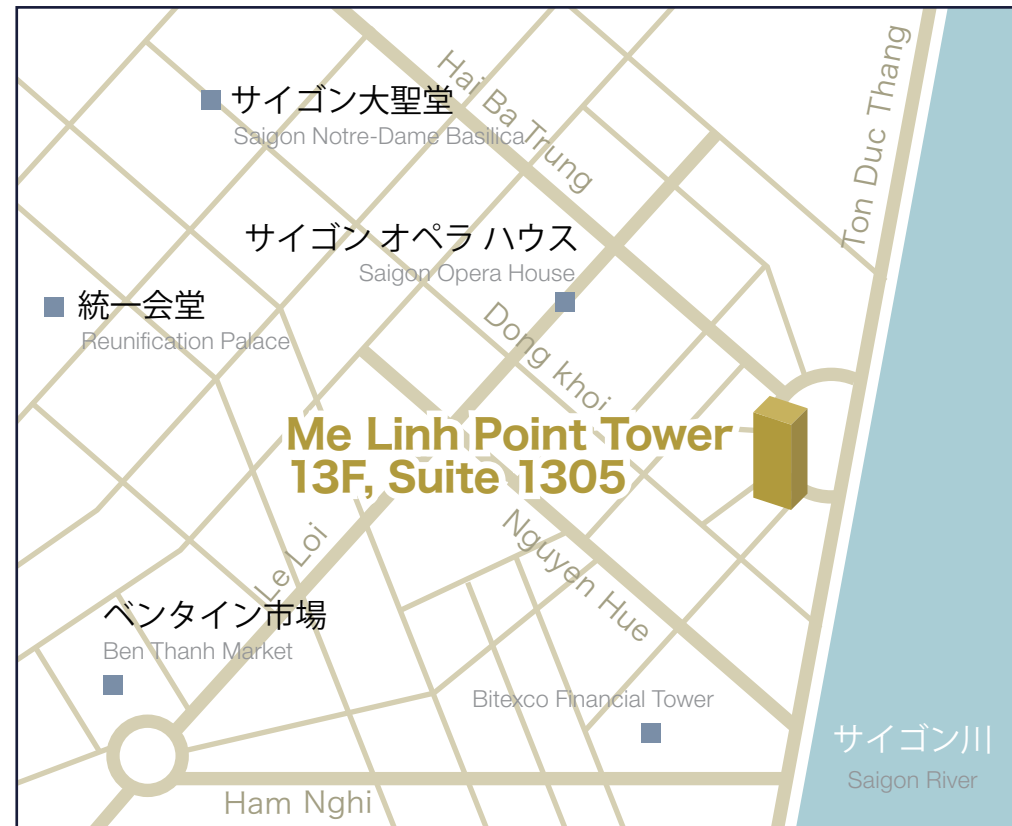 Hai Ba Trung
Ton Duc Thang
サイゴン大聖堂
Saigon Notre-Dame Basilica
サイゴン オペラ ハウス
Saigon Opera House
統一会堂
Reunification Palace
Dong khoi
Me Linh Point Tower
13F, Suite 1305
Nguyen Hue
Le Loi
ベンタイン市場
Ben Thanh Market
Bitexco Financial Tower
サイゴン川
Saigon River
Ham Nghi